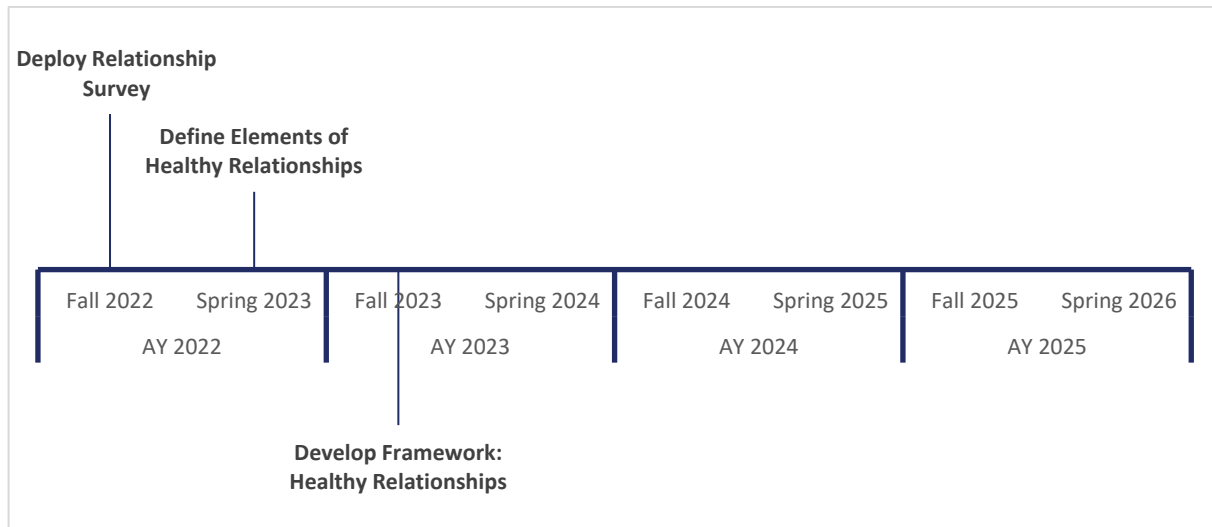 Deploy Relationship
Survey
Define Elements of
Healthy Relationships
Fall 2022 Spring 2023 Fall 2023 Spring 2024 Fall 2024 Spring 2025 Fall 2025 Spring 2026
AY 2022 AY 2023 AY 2024 AY 2025
Develop Framework:
Healthy Relationships